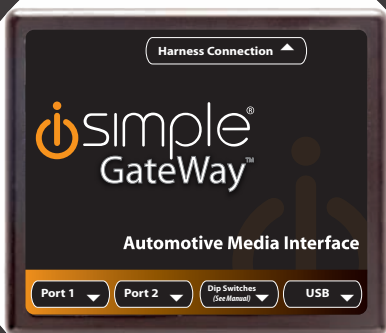 Harness Connection
isimple®
GateWay™
Automotive Media Interface
Port 1
Port 2
Dip Switches
(See Manual)
USB